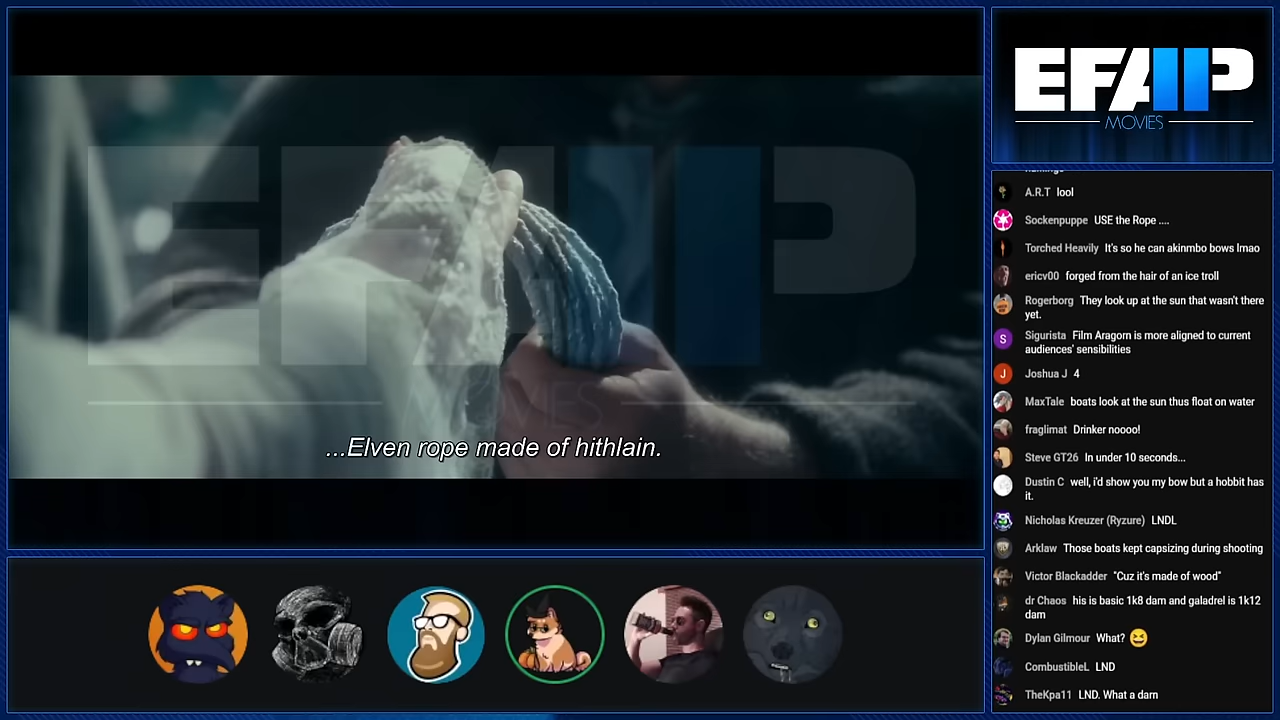 EFAP
MOVIES
...Elven rope made of hithlain.
EFAP
MOVIES
A.R.T lool
Sockenpuppe USE the Rope ....
Torched Heavily It's so he can akinmbo bows lmao
ericv00 forged from the hair of an ice troll
Rogerborg They look up at the sun that wasn't there
yet.
Sigurista Film Aragorn is more aligned to current
audiences' sensibilities
J Joshua J 4
MaxTale boats look at the sun thus float on water
fraglimat Drinker noooo!
Steve GT26 In under 10 seconds...
Dustin C well, i'd show you my bow but a hobbit has
it.
Nicholas Kreuzer (Ryzure) LNDL
Arklaw Those boats kept capsizing during shooting
Victor Blackadder "Cuz it's made of wood"
dr Chaos his is basic 1k8 dam and galadrel is 1k12
dam
Dylan Gilmour What? 😆
CombustibleL LND
TheKpa11 LND. What a darn